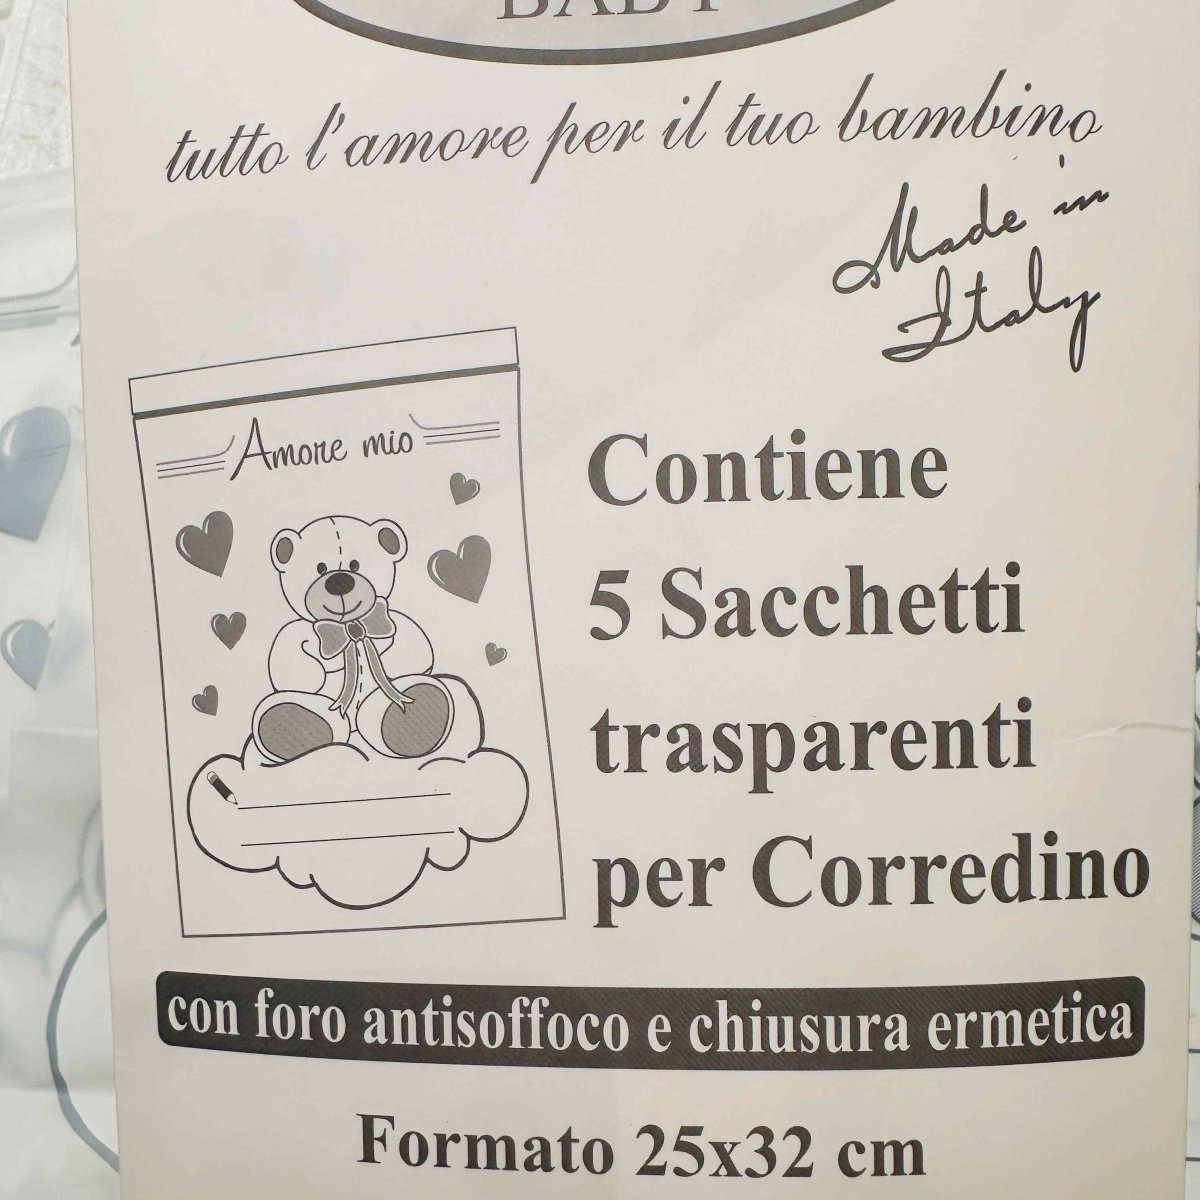 BABY
tutto l'amore per il tuo bambino
Made in
Italy
Amore mio
Contiene
5 Sacchetti
trasparenti
per Corredino
con foro antisoffoco e chiusura ermetica
Formato 25x32 cm